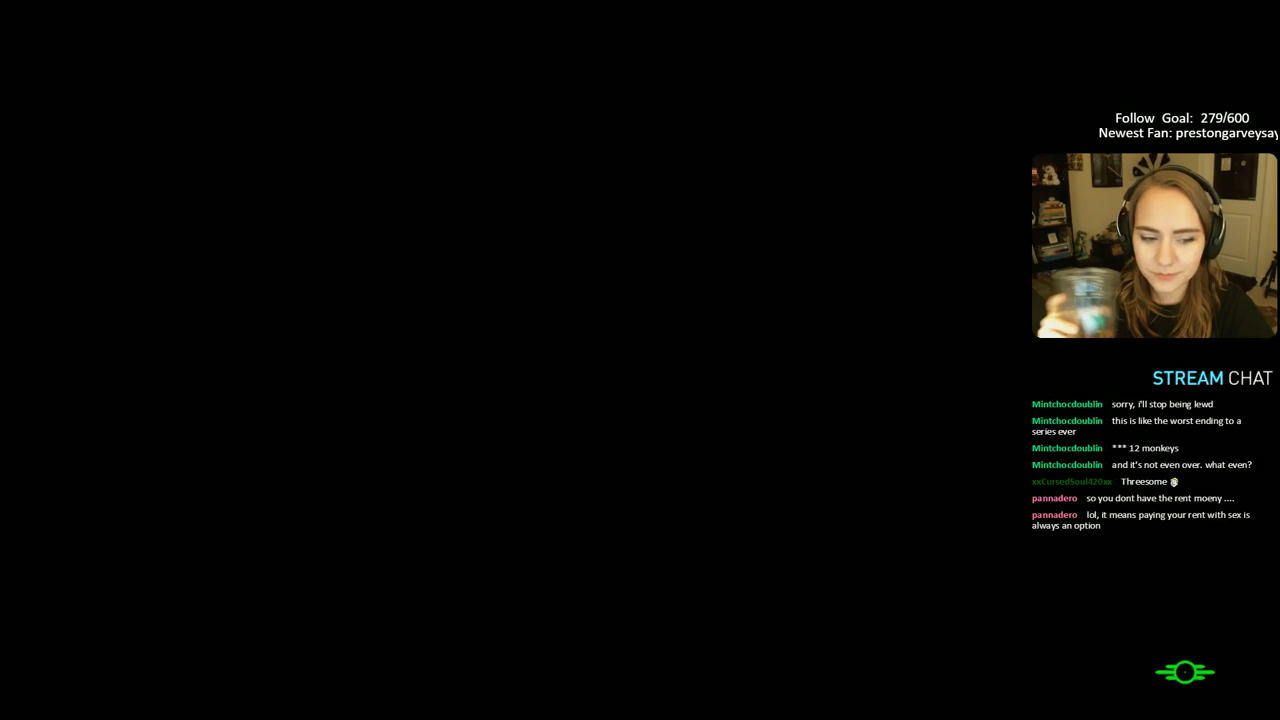 Follow Goal: 279/600
Newest Fan: prestongarveysay
STREAM CHAT
Mintchocdoublin sorry, i'll stop being lewd
Mintchocdoublin this is like the worst ending to a
series ever
Mintchocdoublin *** 12 monkeys
Mintchocdoublin and it's not even over. what even?
xxCursedSoul420xx Threesome
pannadero so you dont have the rent moeny ....
pannadero lol, it means paying your rent with sex is
always an option